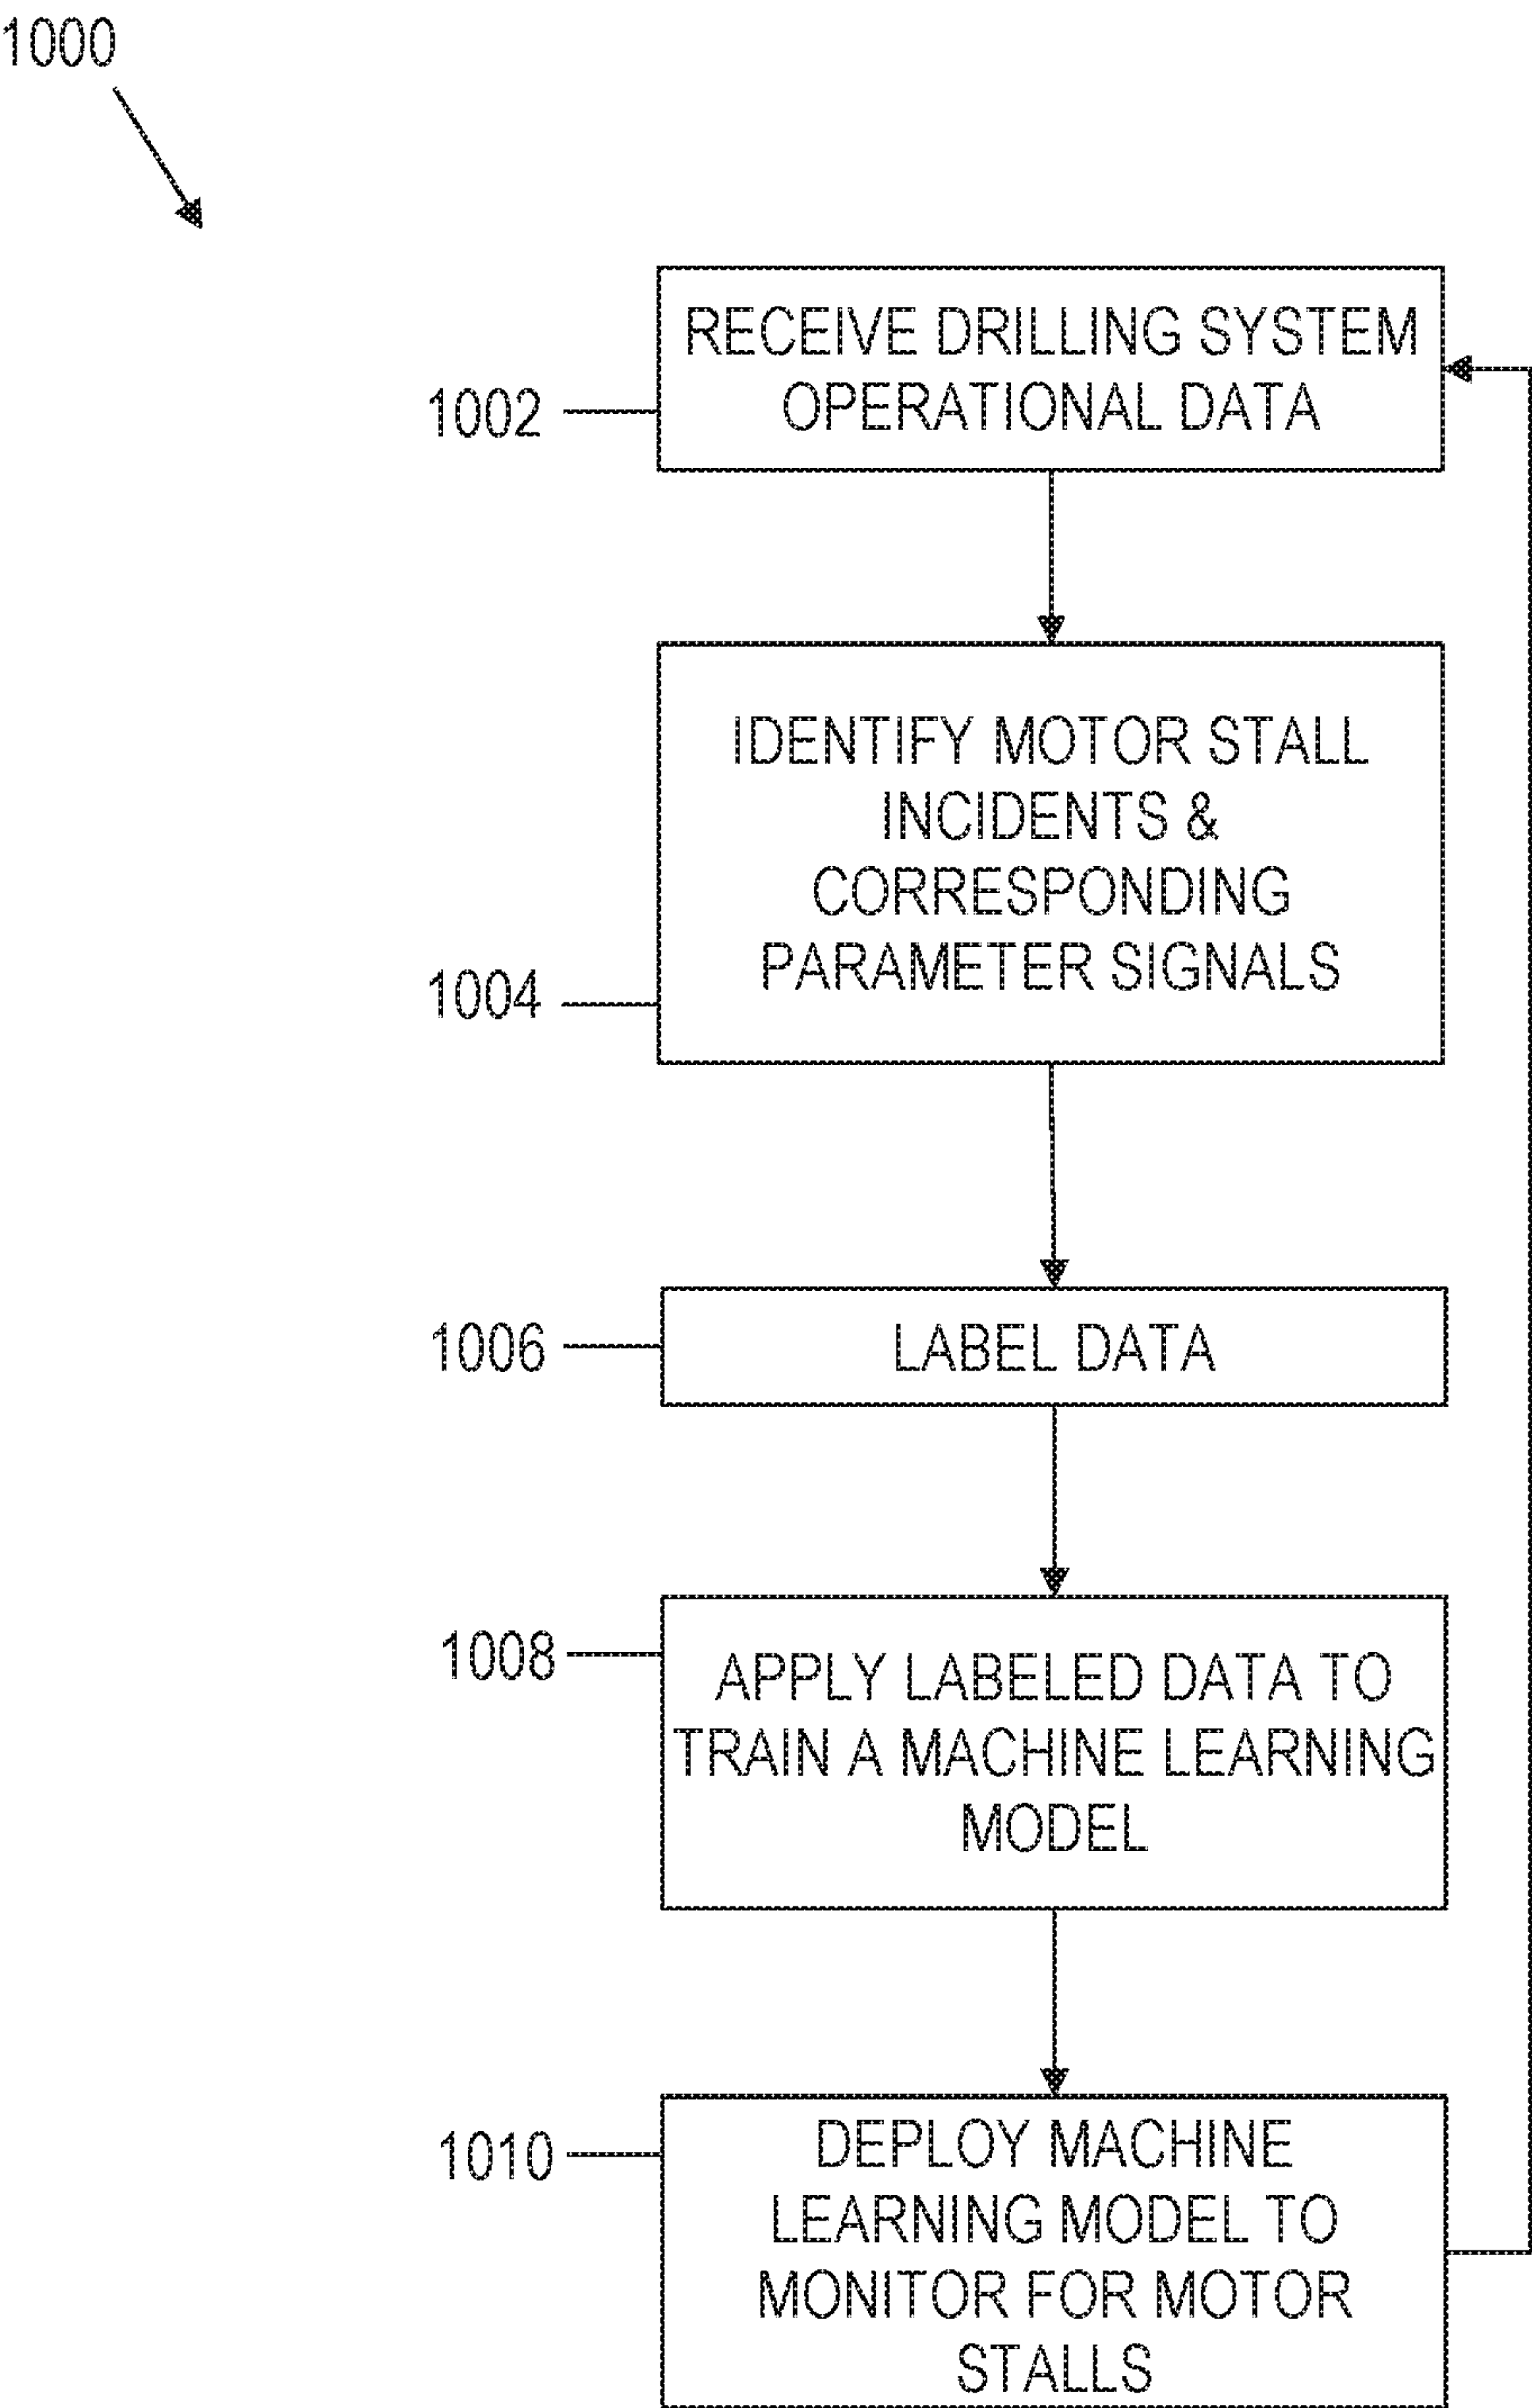 1000
RECEIVE DRILLING SYSTEM
OPERATIONAL DATA
1002
IDENTIFY MOTOR STALL
INCIDENTS &
CORRESPONDING
PARAMETER SIGNALS
1004
1006
LABEL DATA
1008
APPLY LABELED DATA TO
TRAIN A MACHINE LEARNING
MODEL
1010
DEPLOY MACHINE
LEARNING MODEL TO
MONITOR FOR MOTOR
STALLS